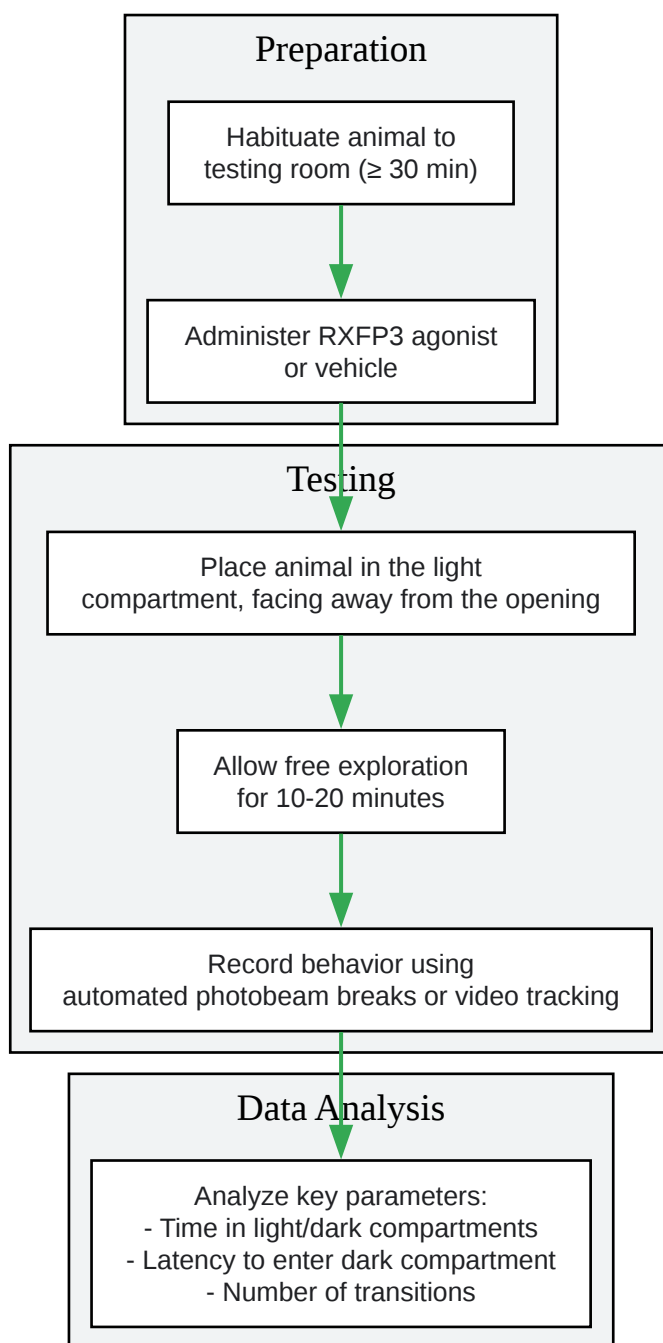 Preparation
Habituate animal to
testing room (≥ 30 min)
Administer RXFP3 agonist
or vehicle
Testing
Place animal in the light
compartment, facing away from the opening
Allow free exploration
for 10-20 minutes
Record behavior using
automated photobeam breaks or video tracking
Data Analysis
Analyze key parameters:
- Time in light/dark compartments
- Latency to enter dark compartment
- Number of transitions